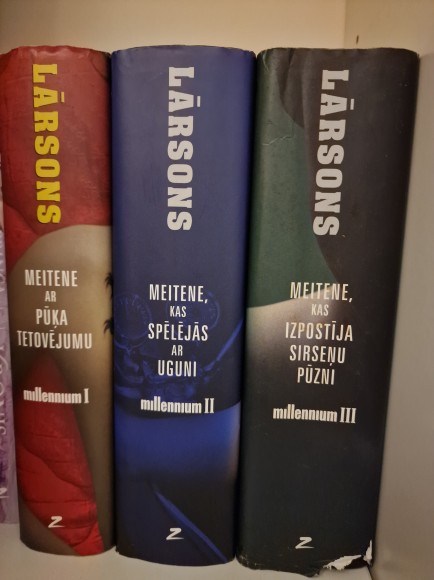 LĀRSONS
MEITENE
AR
PŪĶA
TETOVĒJUMU
millennium I
Z
LĀRSONS
MEITENE,
KAS
SPĒLĒJĀS
AR
UGUNI
millennium II
Z
LĀRSONS
MEITENE,
KAS
IZPOSTĪJA
SIRSEŅU
PŪZNI
millennium III
Z